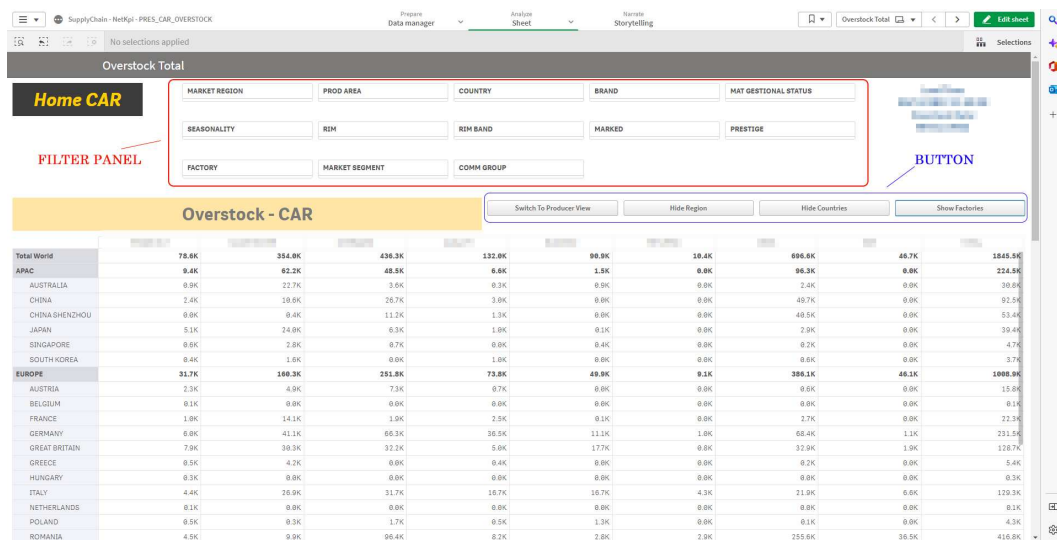 Prepare Analyze Narrate
SupplyChain - NetKpi - PRES_CAR_OVERSTOCK Data manager Sheet Storytelling Overstock Total Edit sheet
No selections applied Selections
Overstock Total
Home CAR
MARKET REGION PROD AREA COUNTRY BRAND MAT GESTIONAL STATUS
SEASONALITY RIM RIM BAND MARKED PRESTIGE
FILTER PANEL
BUTTON
FACTORY MARKET SEGMENT COMM GROUP
Overstock - CAR
Switch To Producer View Hide Region Hide Countries Show Factories
Total World 78.6K 354.0K 436.3K 132.0K 90.9K 10.4K 696.6K 46.7K 1845.5K
APAC 9.4K 62.2K 48.5K 6.6K 1.5K 0.0K 96.3K 0.0K 224.5K
AUSTRALIA 0.9K 22.7K 3.6K 0.3K 0.9K 0.0K 2.4K 0.0K 30.8K
CHINA 2.4K 10.6K 26.7K 3.0K 0.0K 0.0K 49.7K 0.0K 92.5K
CHINA SHENZHOU 0.0K 0.4K 11.2K 1.3K 0.0K 0.0K 40.5K 0.0K 53.4K
JAPAN 5.1K 24.0K 6.3K 1.0K 0.1K 0.0K 2.9K 0.0K 39.4K
SINGAPORE 0.6K 2.8K 0.7K 0.0K 0.4K 0.0K 0.2K 0.0K 4.7K
SOUTH KOREA 0.4K 1.6K 0.0K 1.0K 0.0K 0.0K 0.6K 0.0K 3.7K
EUROPE 31.7K 160.3K 251.8K 73.8K 49.9K 9.1K 386.1K 46.1K 1008.9K
AUSTRIA 2.3K 4.9K 7.3K 0.7K 0.0K 0.0K 0.6K 0.0K 15.8K
BELGIUM 0.1K 0.0K 0.0K 0.0K 0.0K 0.0K 0.0K 0.0K 0.1K
FRANCE 1.0K 14.1K 1.9K 2.5K 0.1K 0.0K 2.7K 0.0K 22.3K
GERMANY 6.0K 41.1K 66.3K 36.5K 11.1K 1.0K 68.4K 1.1K 231.5K
GREAT BRITAIN 7.9K 30.3K 32.2K 5.0K 17.7K 0.8K 32.9K 1.9K 128.7K
GREECE 0.5K 4.2K 0.0K 0.4K 0.0K 0.0K 0.2K 0.0K 5.4K
HUNGARY 0.3K 0.0K 0.0K 0.0K 0.0K 0.0K 0.0K 0.0K 0.3K
ITALY 4.4K 26.9K 31.7K 16.7K 16.7K 4.3K 21.9K 6.6K 129.3K
NETHERLANDS 0.1K 0.0K 0.0K 0.0K 0.0K 0.0K 0.0K 0.0K 0.1K
POLAND 0.5K 0.3K 1.7K 0.5K 1.3K 0.0K 0.1K 0.0K 4.3K
ROMANIA 4.5K 9.9K 96.4K 8.2K 2.8K 2.9K 255.6K 36.5K 416.8K